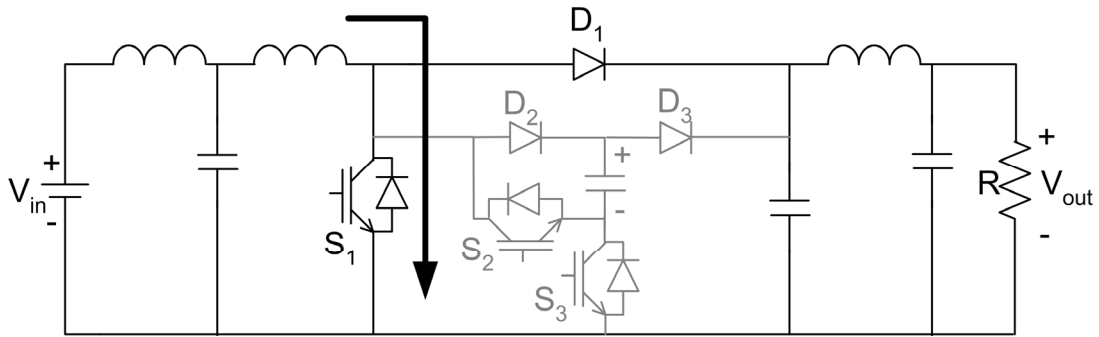 D1
D2
D3
+
+
+
Vin
-
S1
-
S2
S3
R
Vout
-